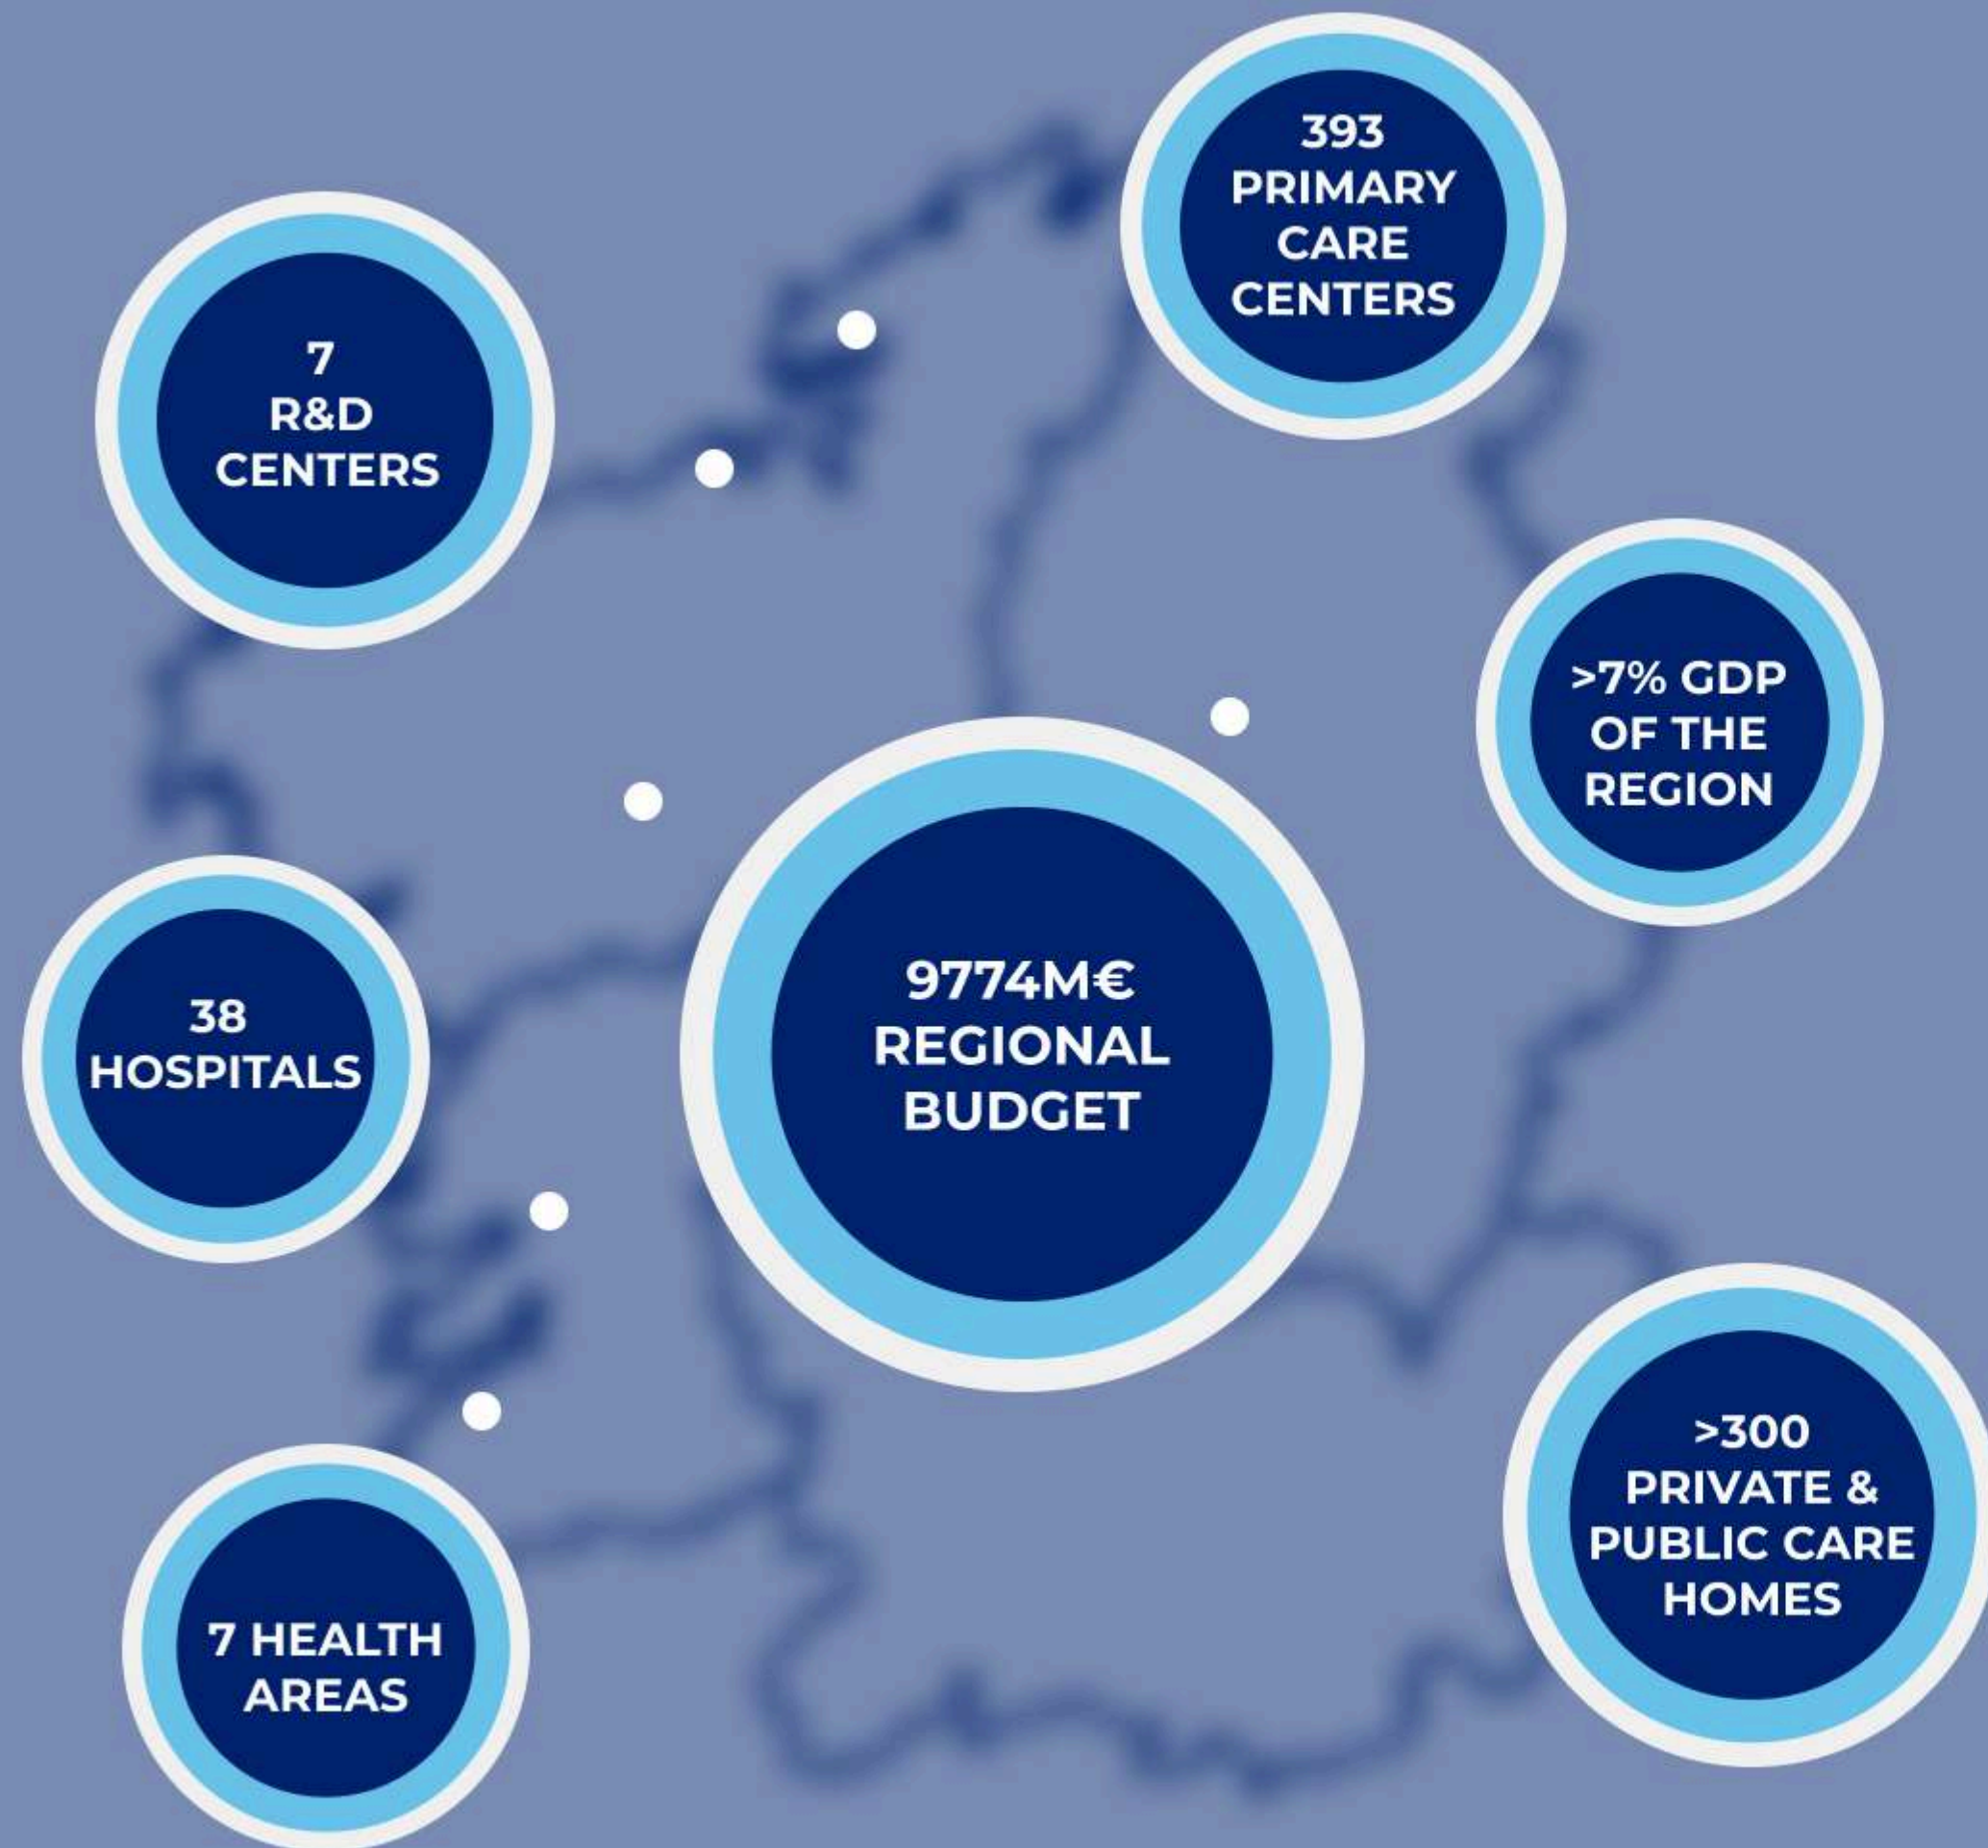 393
PRIMARY
CARE
CENTERS
7
R&D
CENTERS
>7% GDP
OF THE
REGION
9774M€
REGIONAL
BUDGET
38
HOSPITALS
>300
PRIVATE &
PUBLIC CARE
HOMES
7 HEALTH
AREAS